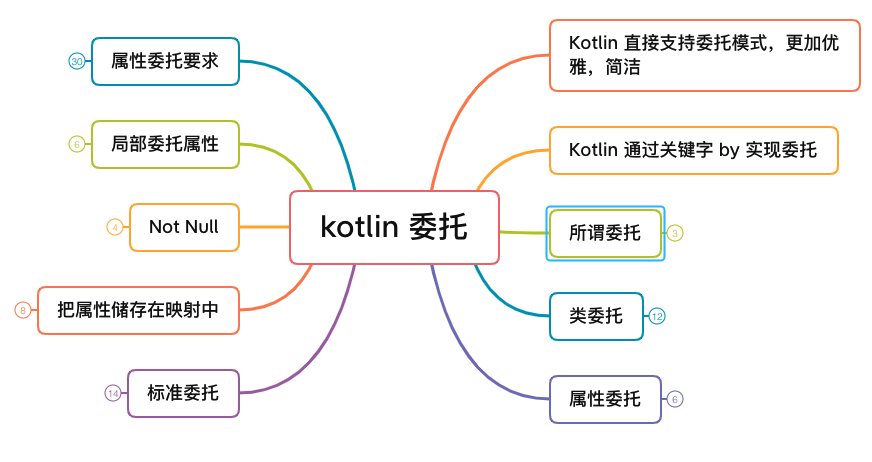 kotlin 委托
Kotlin 直接支持委托模式，更加优
雅，简洁
Kotlin 通过关键字 by 实现委托
所谓委托
3
类委托
12
属性委托
6
属性委托要求
30
局部委托属性
6
Not Null
4
把属性储存在映射中
8
标准委托
14